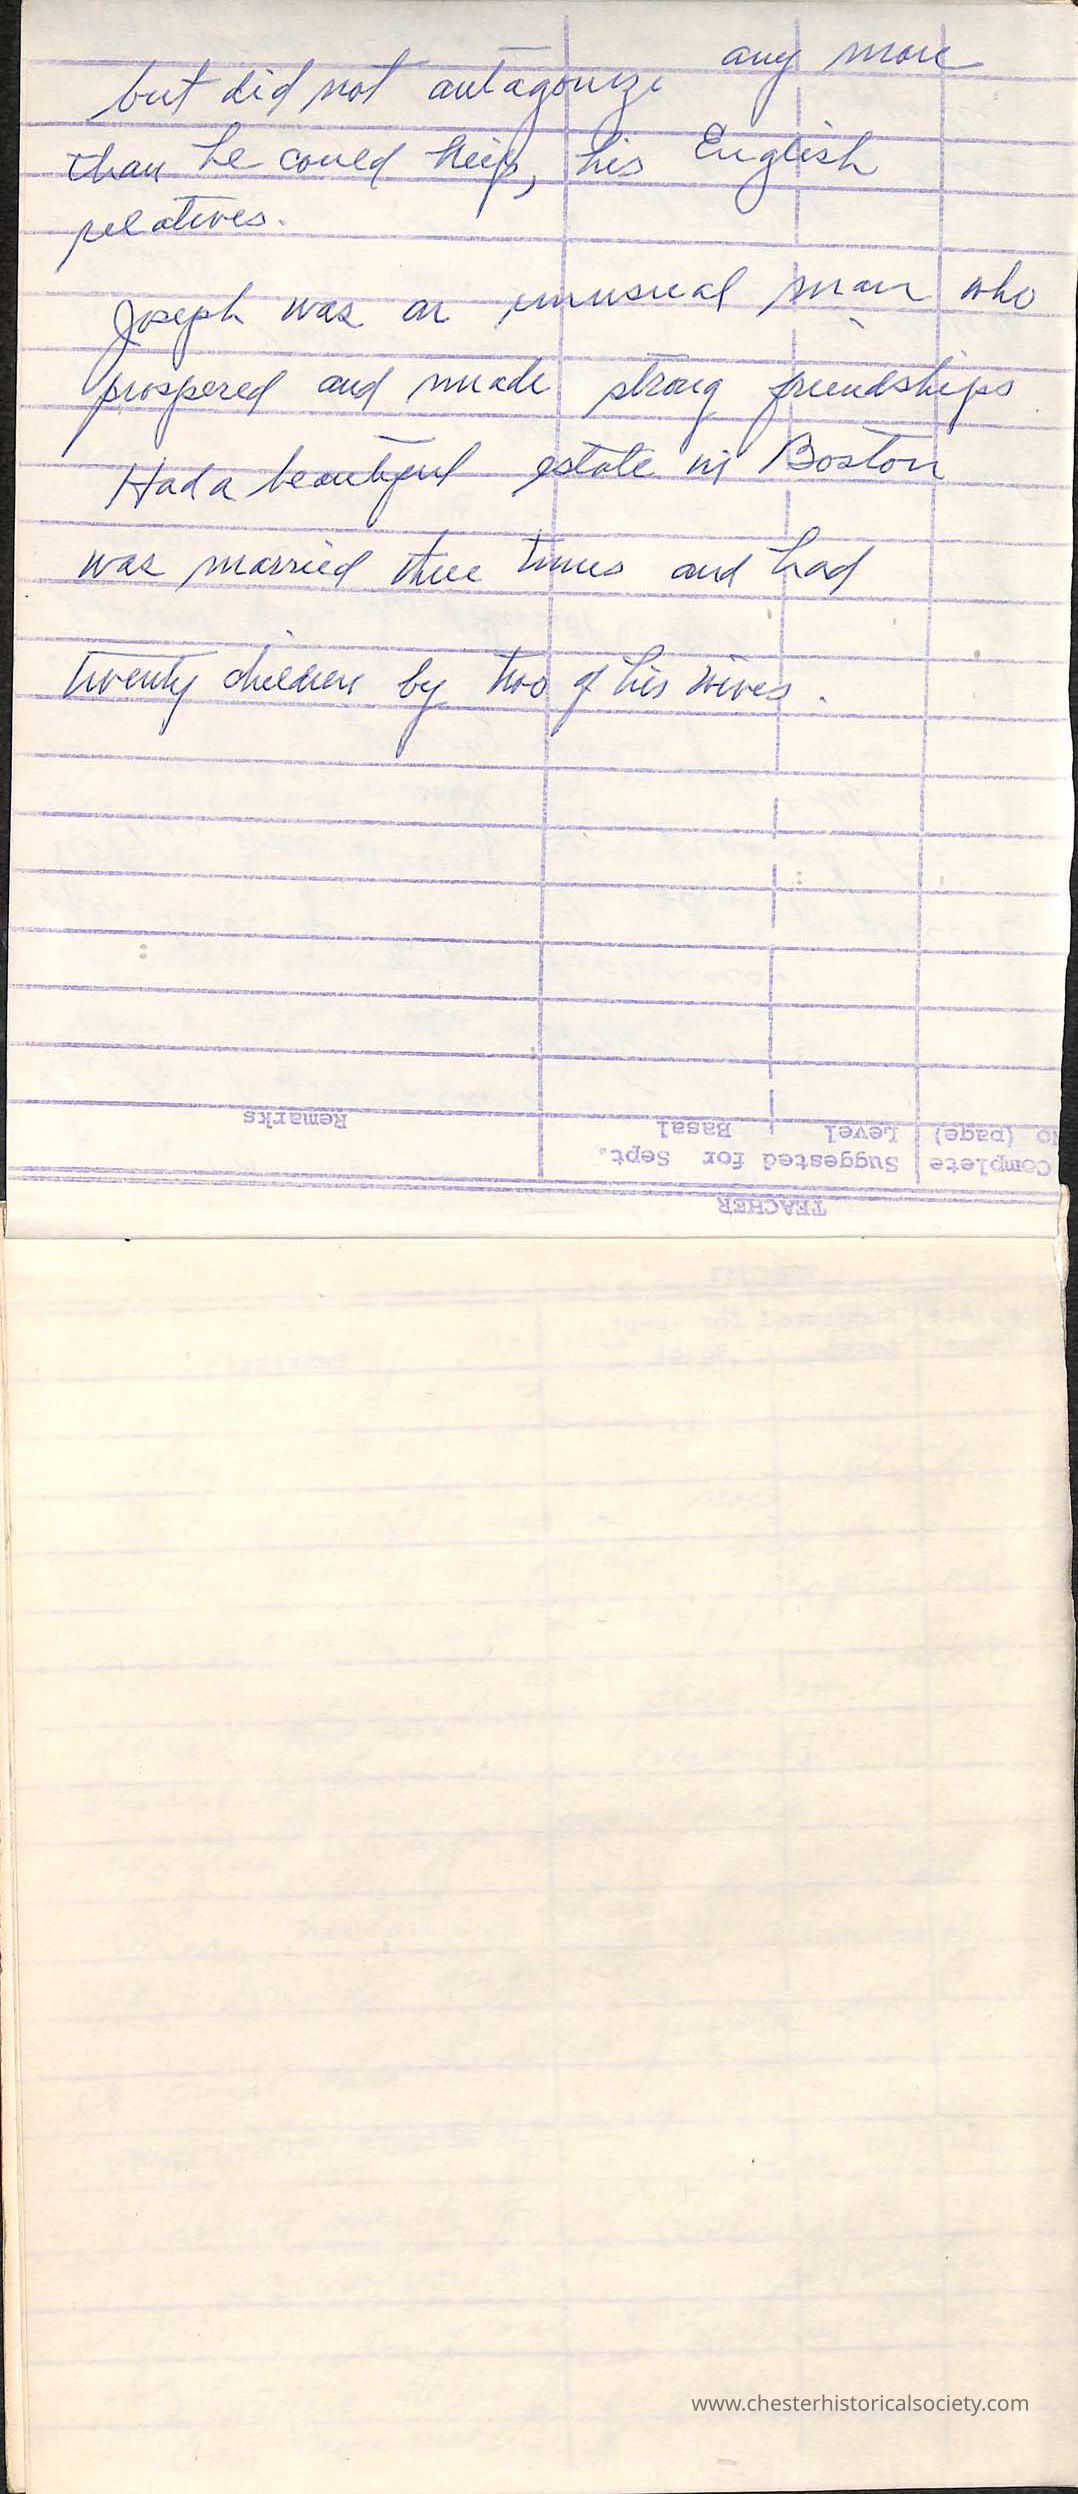 but did not antagonize any more
than he could help, his English
relatives.
Joseph was an unusual man who
prospered and made strong friendships
Had a beautiful estate in Boston
was married three times and had
twenty children by two of his wives.
Remarks
Basal Level (page)
Suggested for Sept. Complete
TEACHER
www.chesterhistoricalsociety.com